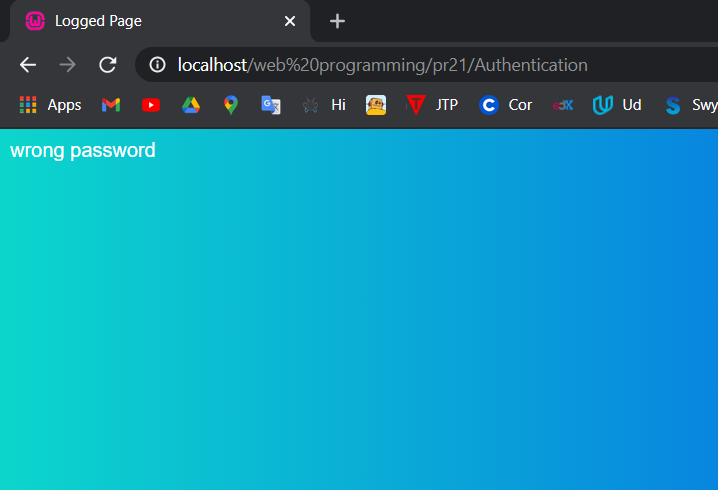 Logged Page
localhost/web%20programming/pr21/Authentication
Apps Hi JTP Cor Ud Swy
wrong password